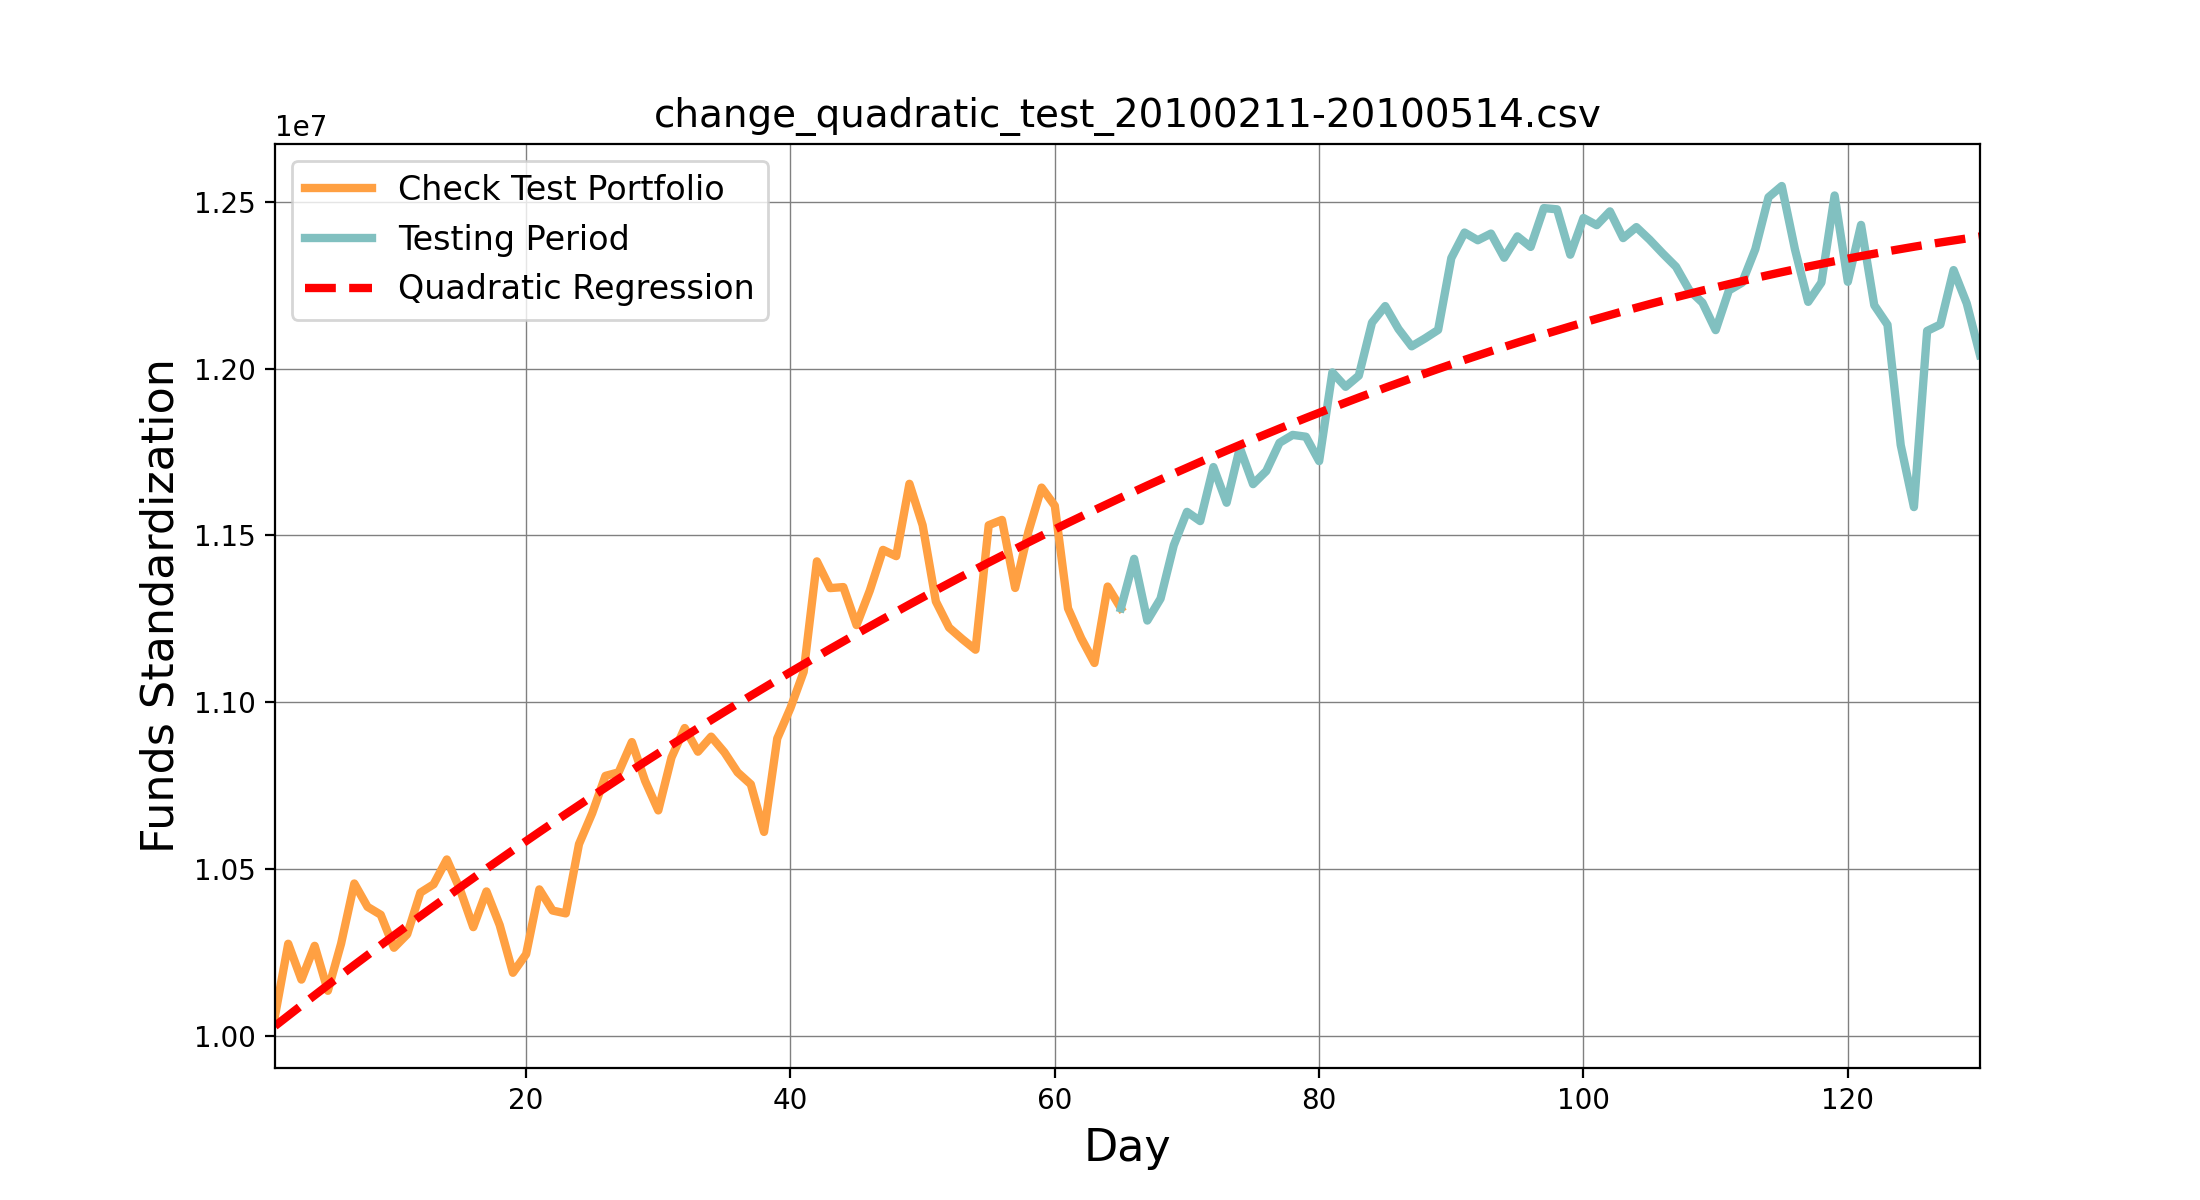 change_quadratic_test_20100211-20100514.csv
1e7
Check Test Portfolio
Testing Period
Quadratic Regression
1.25
1.20
1.15
1.10
1.05
1.00
Funds Standardization
20 40 60 80 100 120
Day